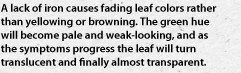 A lack of iron causes fading leaf colors rather
than yellowing or browning. The green hue
will become pale and weak-looking, and as
the symptoms progress the leaf will turn
translucent and finally almost transparent.